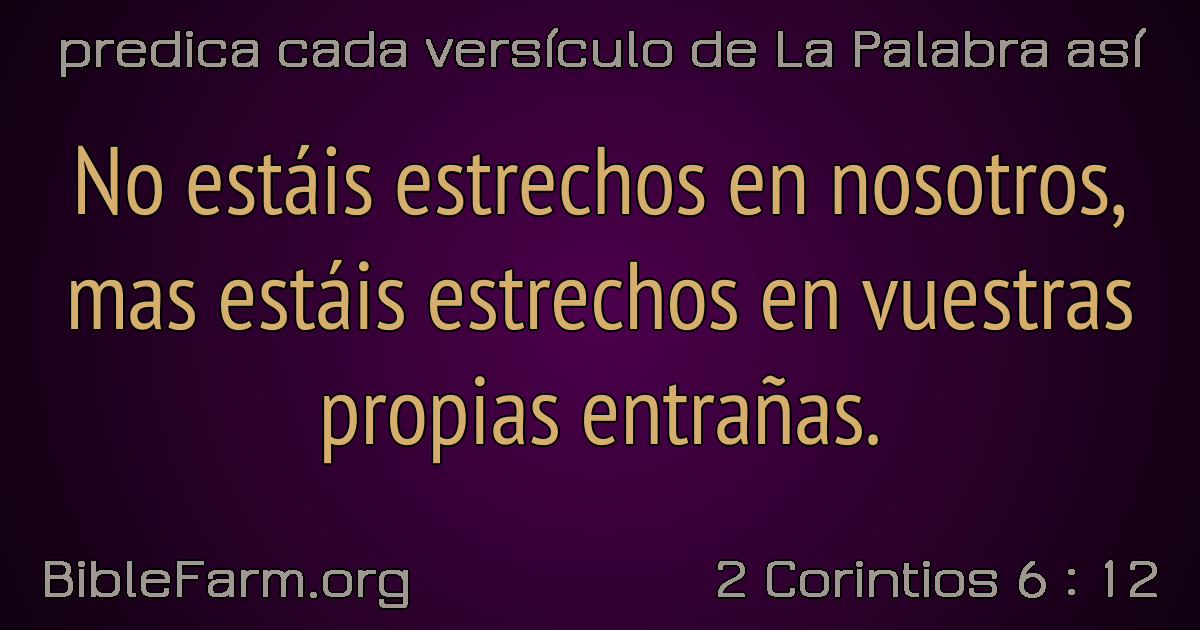 predica cada versículo de La Palabra así
No estáis estrechos en nosotros,
mas estáis estrechos en vuestras
propias entrañas.
BibleFarm.org
2 Corintios 6 : 12